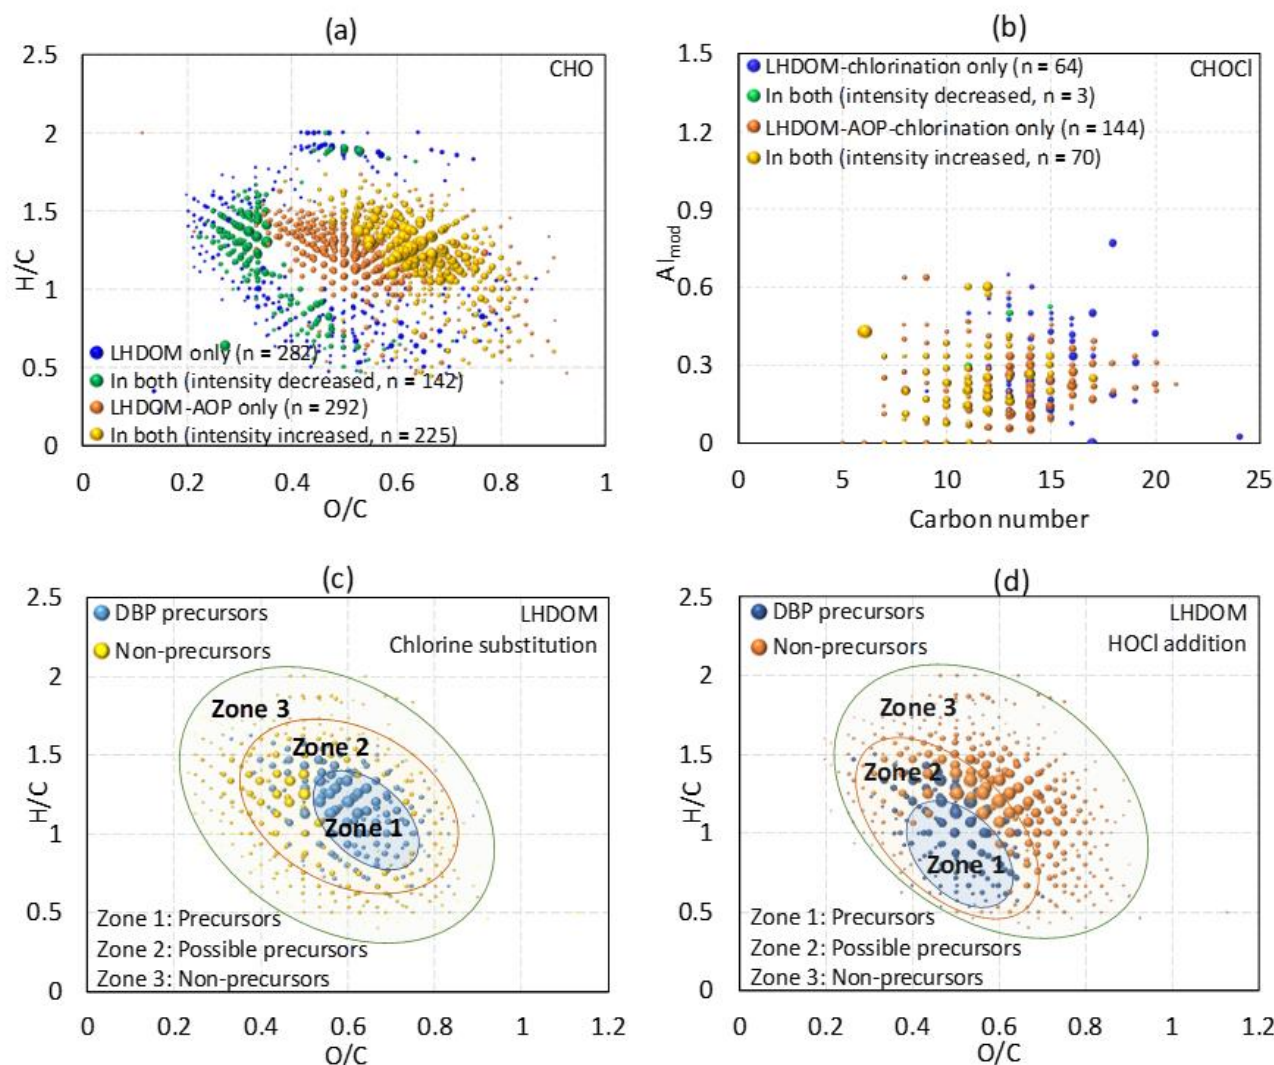 (a)
2.5
2
1.5
1
0.5
0
H/C
CHO
LHDOM only (n = 282)
In both (intensity decreased, n = 142)
LHDOM-AOP only (n = 292)
In both (intensity increased, n = 225)
0
0.2
0.4
0.6
0.8
1
O/C
(b)
1.5
1.2
0.9
0.6
0.3
0
AImod
CHOCl
LHDOM-chlorination only (n = 64)
In both (intensity decreased, n = 3)
LHDOM-AOP-chlorination only (n = 144)
In both (intensity increased, n = 70)
0
5
10
15
20
25
Carbon number
(c)
2.5
2
1.5
1
0.5
0
H/C
DBP precursors
Non-precursors
LHDOM
Chlorine substitution
Zone 3
Zone 2
Zone 1
Zone 1: Precursors
Zone 2: Possible precursors
Zone 3: Non-precursors
0
0.2
0.4
0.6
0.8
1
1.2
O/C
(d)
2.5
2
1.5
1
0.5
0
H/C
DBP precursors
Non-precursors
LHDOM
HOCl addition
Zone 3
Zone 2
Zone 1
Zone 1: Precursors
Zone 2: Possible precursors
Zone 3: Non-precursors
0
0.2
0.4
0.6
0.8
1
1.2
O/C